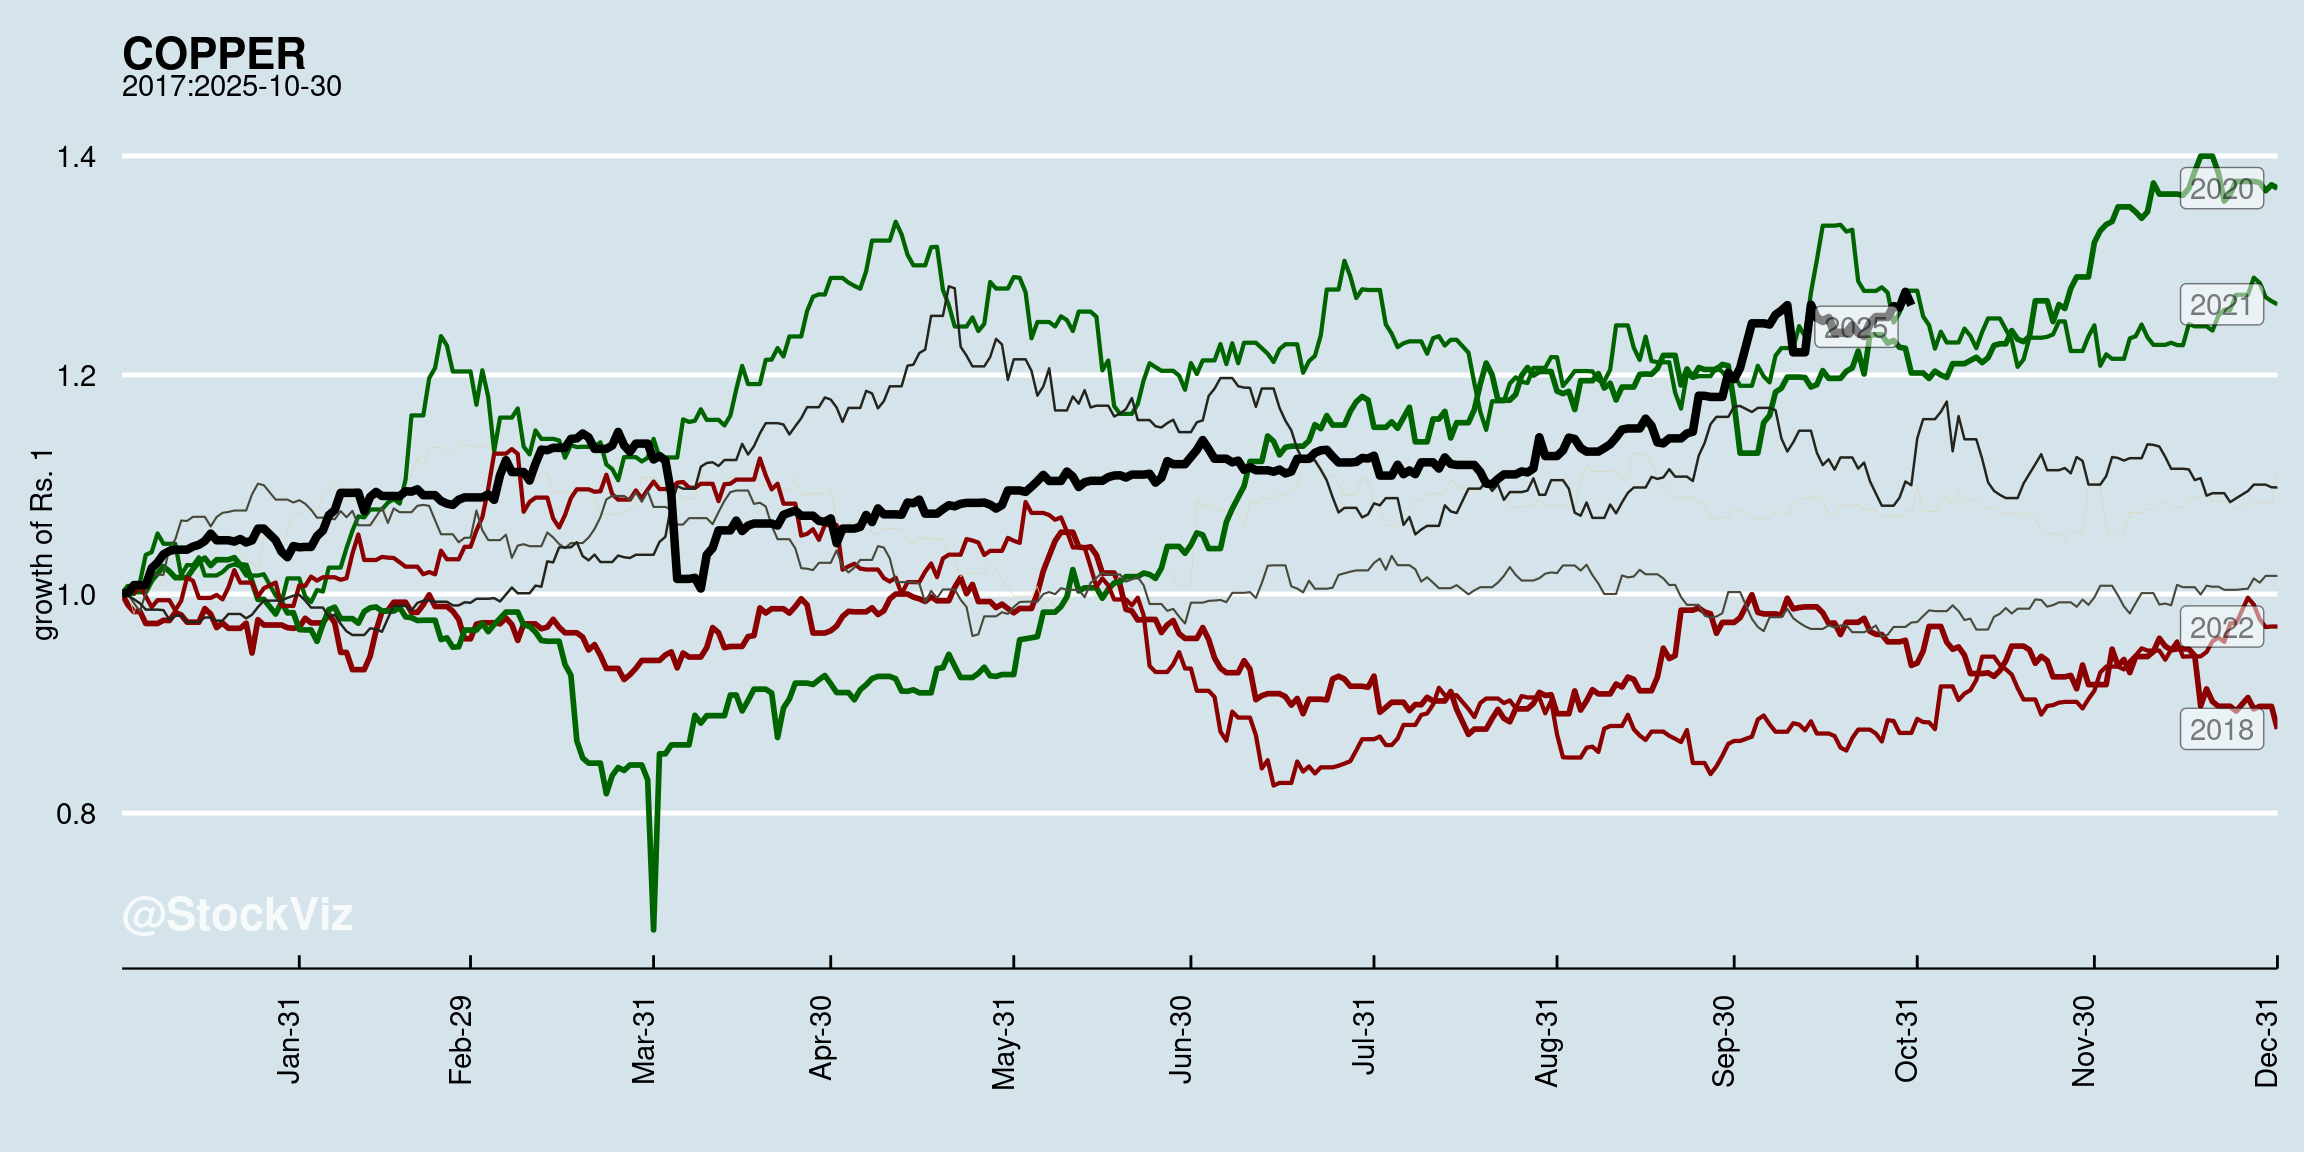 COPPER
2017:2025-10-30
growth of Rs. 1
1.4
1.2
1.0
0.8
2020
2021
2025
2022
2018
@StockViz
Jan-31
Feb-29
Mar-31
Apr-30
May-31
Jun-30
Jul-31
Aug-31
Sep-30
Oct-31
Nov-30
Dec-31